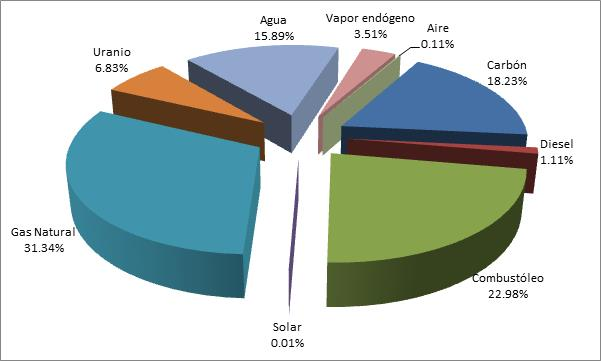 Agua
15.89%
Vapor endógeno
3.51%
Aire
0.11%
Carbón
18.23%
Diesel
1.11%
Combustóleo
22.98%
Solar
0.01%
Gas Natural
31.34%
Uranio
6.83%